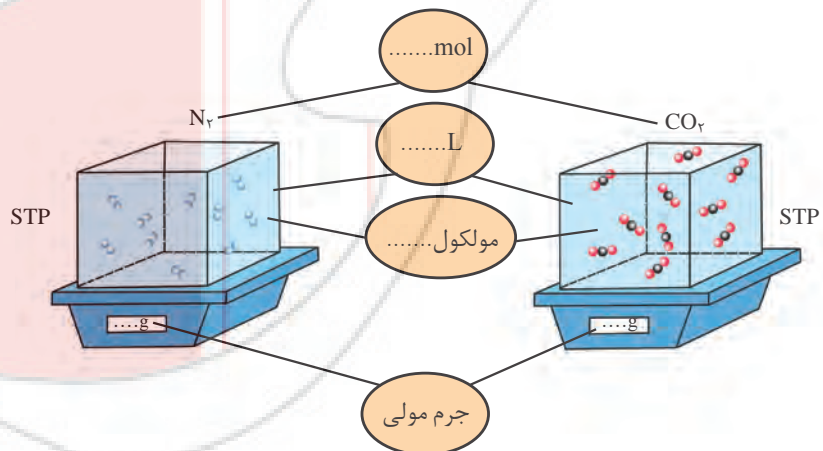 .......mol
N۲
CO۲
.......L
STP
STP
مولکول.......
....g
....g
جرم مولی